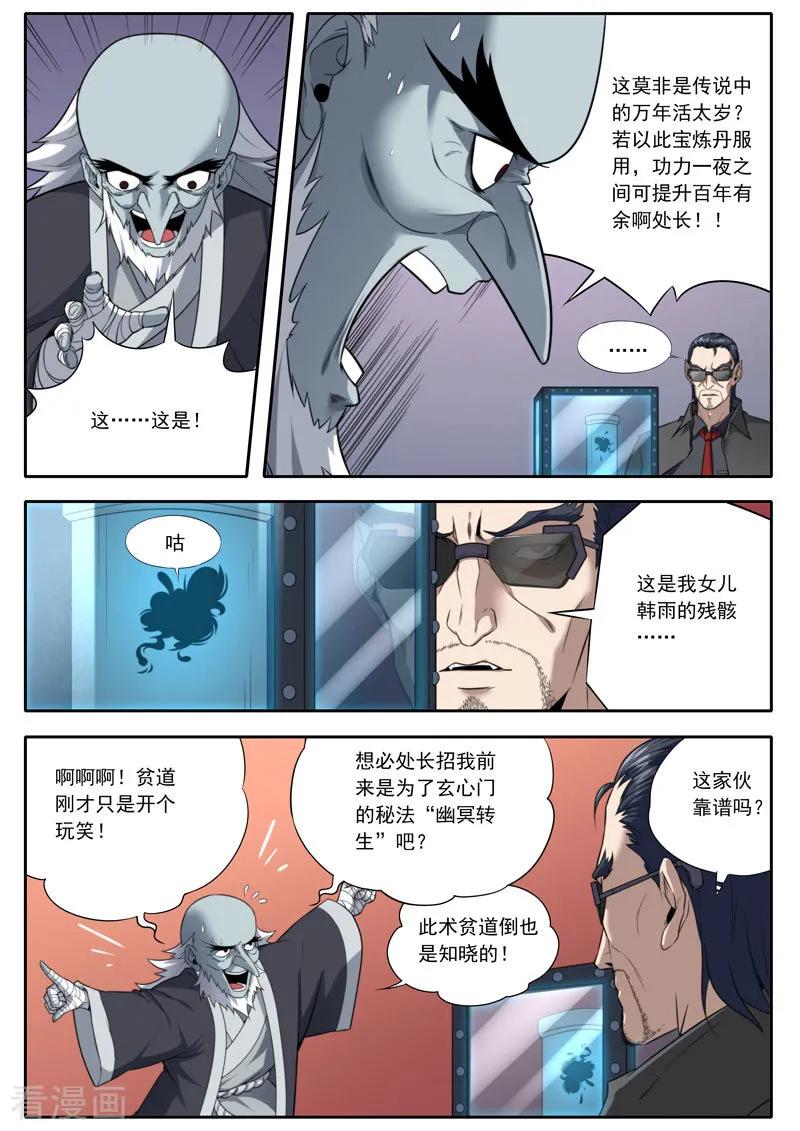 这……这是！
这莫非是传说中
的万年活太岁？
若以此宝炼丹服
用，功力一夜之
间可提升百年有
余啊处长！！
……
咕
这是我女儿
韩雨的残骸
……
啊啊啊！贫道
刚才只是开个
玩笑！
想必处长招我前
来是为了玄心门
的秘法“幽冥转
生”吧？
此术贫道倒也
是知晓的！
这家伙
靠谱吗？
看漫画